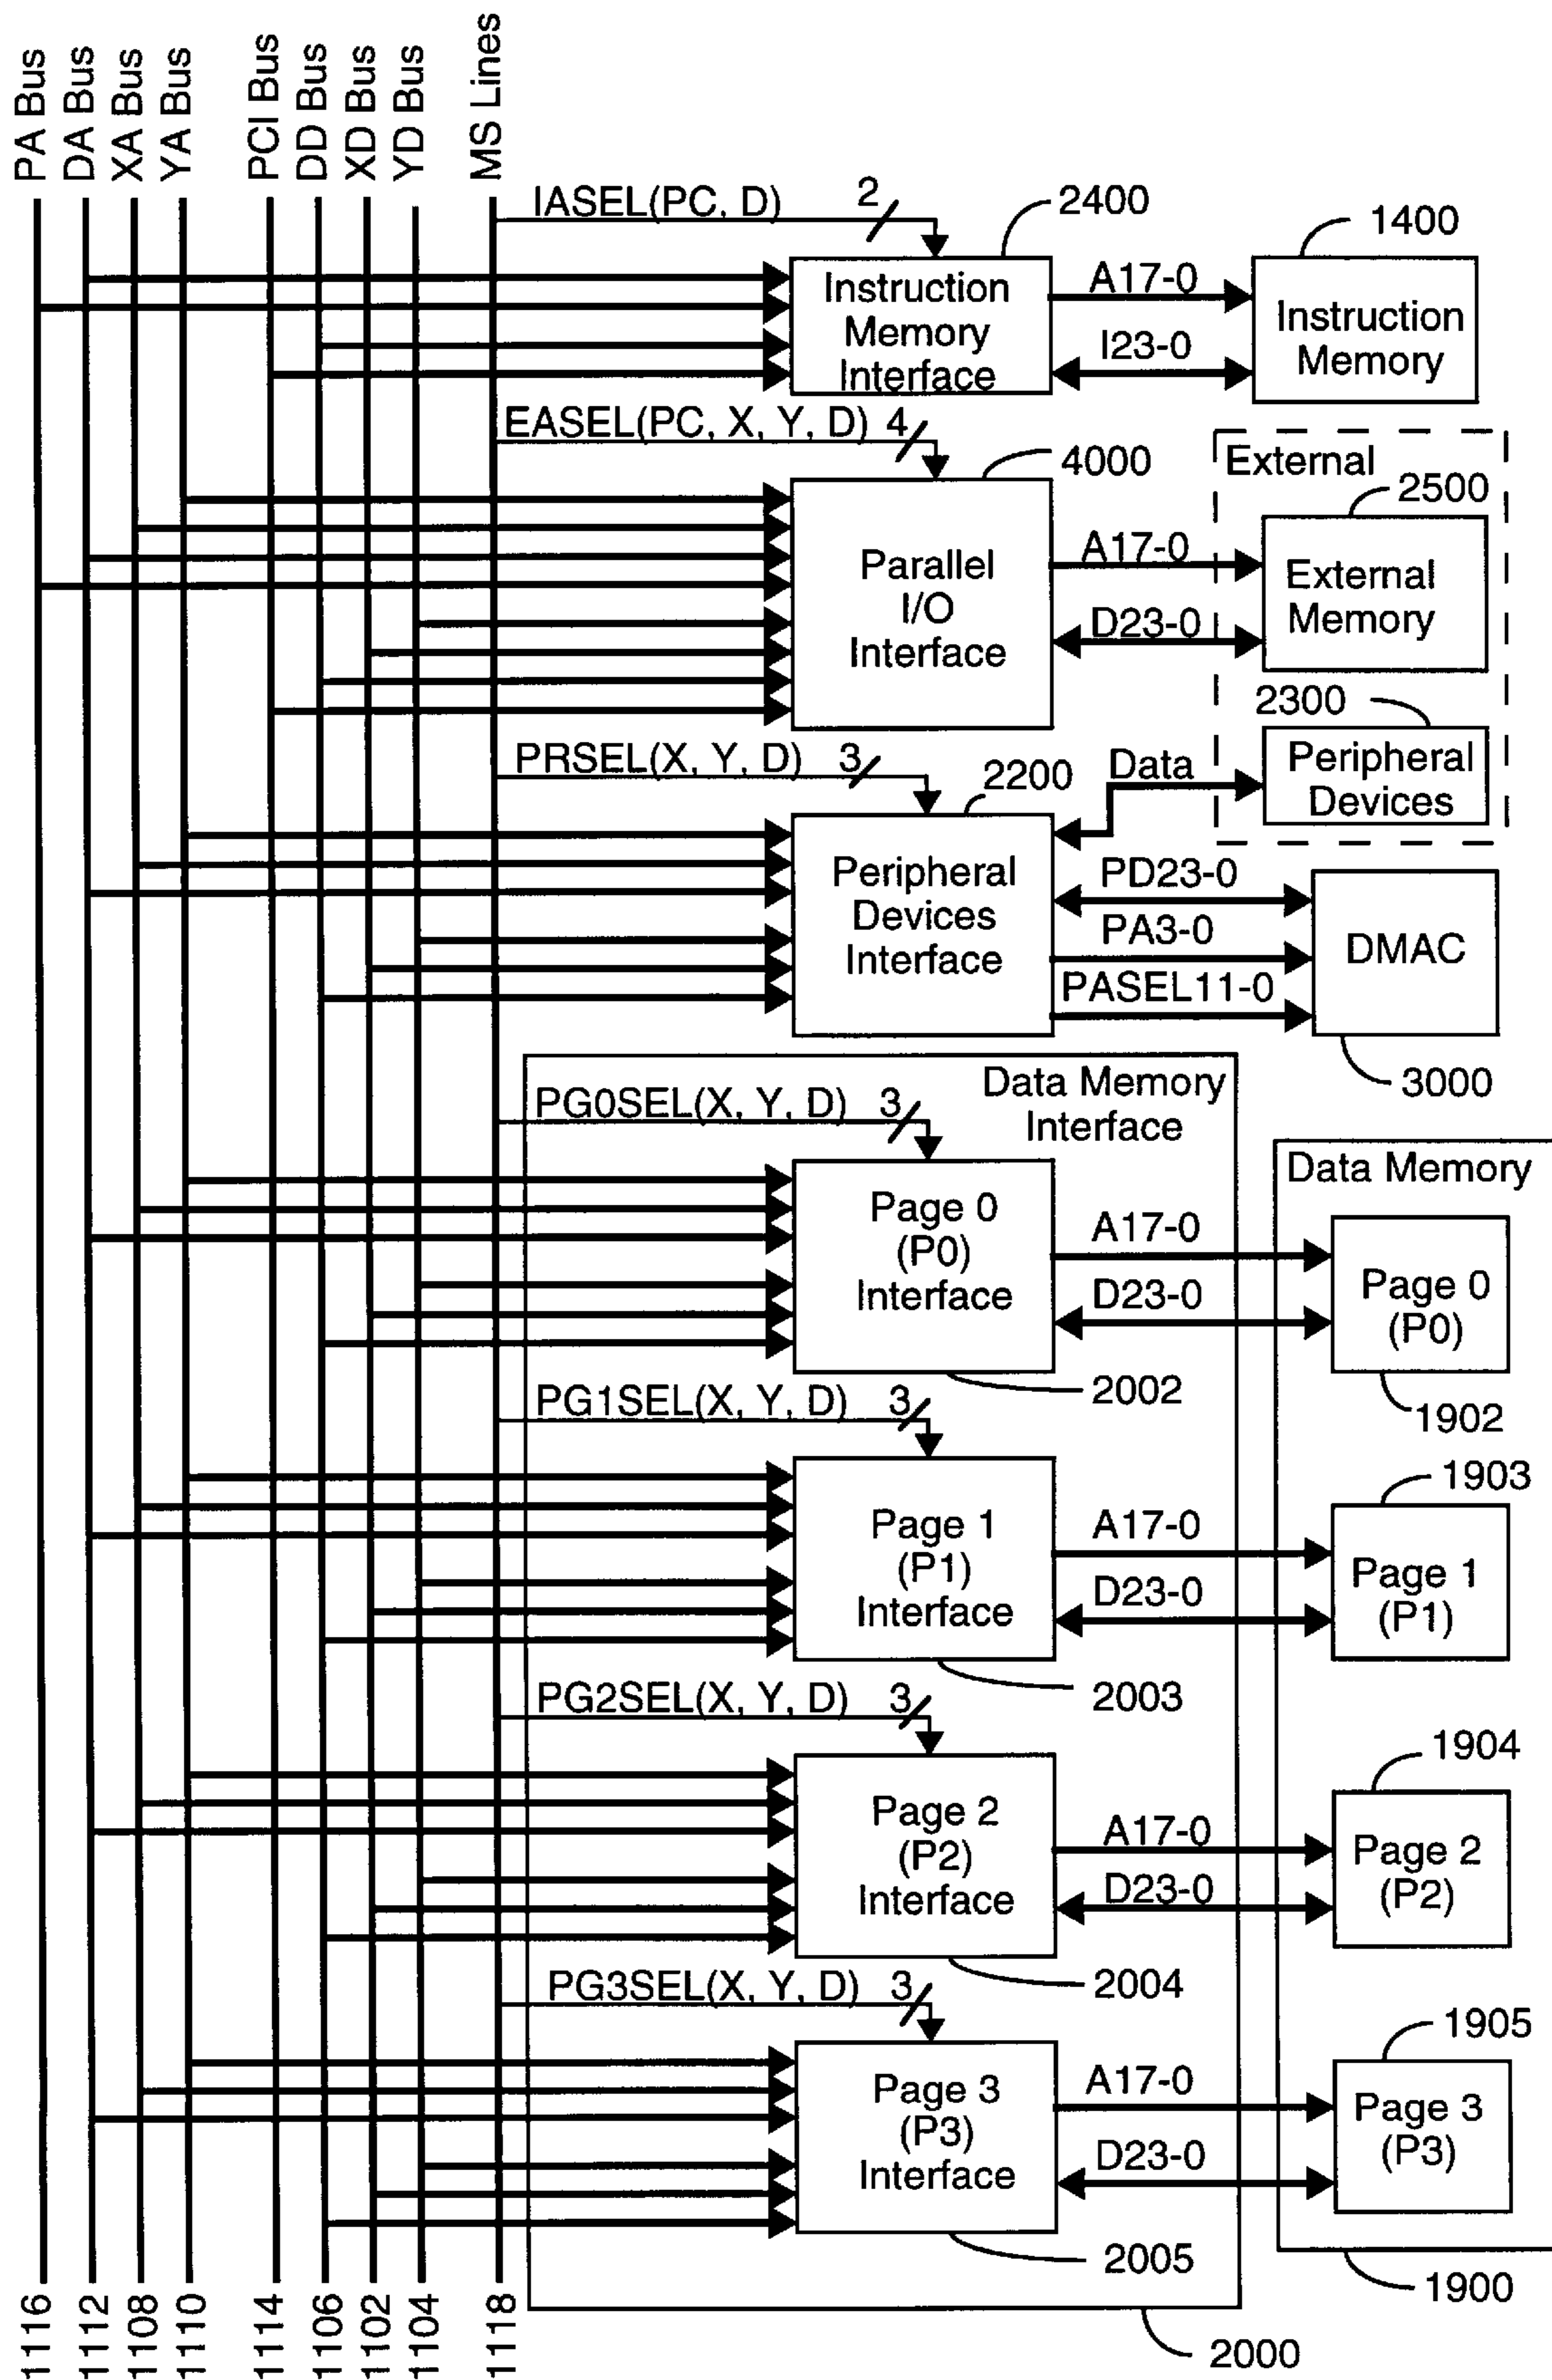 PA Bus
DA Bus
XA Bus
YA Bus
PCI Bus
DD Bus
XD Bus
YD Bus
MS Lines
IASEL(PC, D)
2
2400
1400
Instruction
Memory
Interface
A17-0
I23-0
Instruction
Memory
EASEL(PC, X, Y, D)
4
4000
External
2500
Parallel
I/O
Interface
A17-0
D23-0
External
Memory
2300
PRSEL(X, Y, D)
3
2200
Data
Peripheral
Devices
Peripheral
Devices
Interface
PD23-0
PA3-0
PASEL11-0
DMAC
3000
Data Memory
Interface
PG0SEL(X, Y, D)
3
Data Memory
Page 0
(P0)
Interface
A17-0
D23-0
Page 0
(P0)
2002
1902
PG1SEL(X, Y, D)
3
1903
Page 1
(P1)
Interface
A17-0
D23-0
Page 1
(P1)
2003
PG2SEL(X, Y, D)
3
1904
Page 2
(P2)
Interface
A17-0
D23-0
Page 2
(P2)
2004
PG3SEL(X, Y, D)
3
1905
Page 3
(P3)
Interface
A17-0
D23-0
Page 3
(P3)
2005
1900
2000
1116
1112
1108
1110
1114
1106
1102
1104
1118